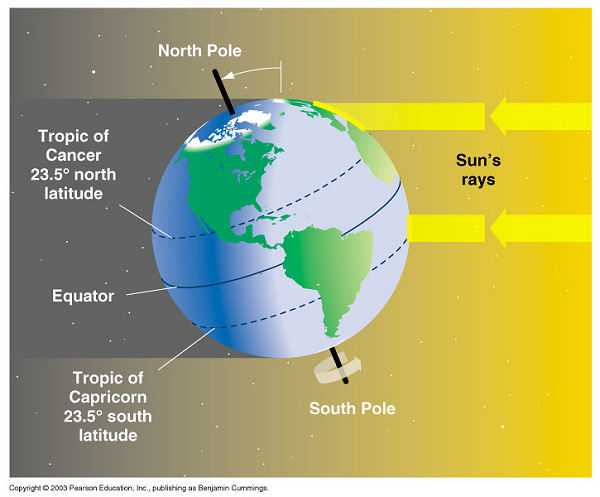 North Pole
Tropic of
Cancer
23.5° north
latitude
Sun's
rays
Equator
Tropic of
Capricorn
23.5° south
latitude
South Pole
Copyright © 2003 Pearson Education, Inc., publishing as Benjamin Cummings.